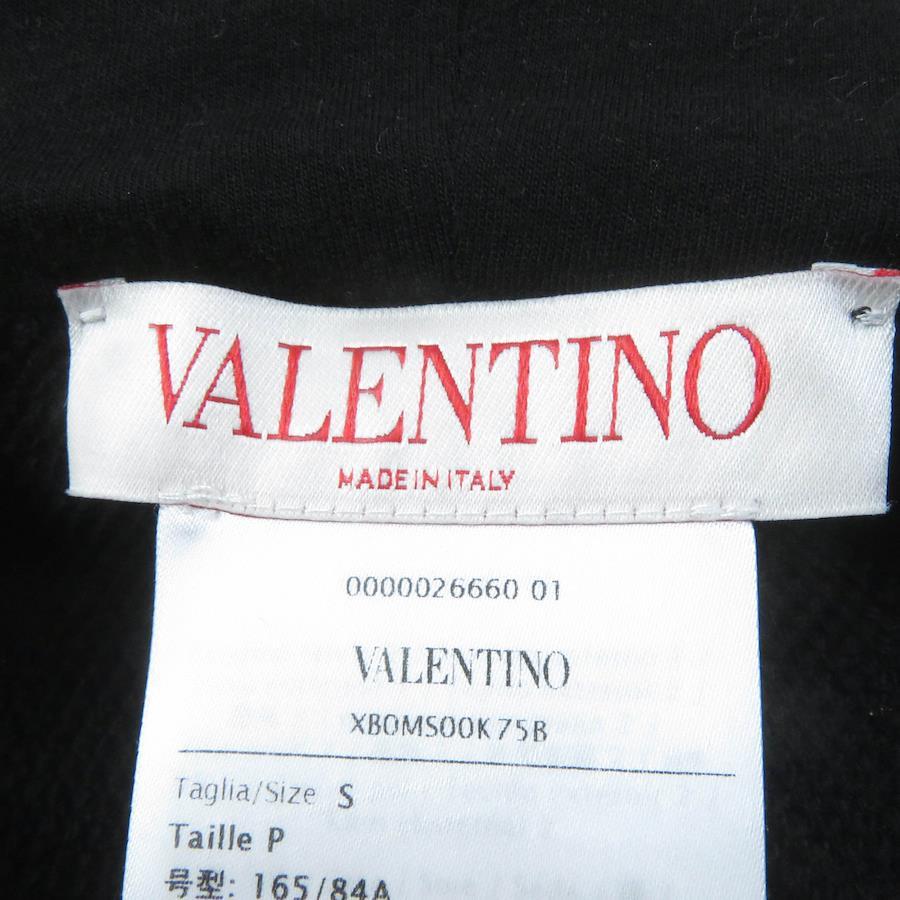 VALENTINO
MADE IN ITALY
0000026660 01
VALENTINO
XB0MS00K75B
Taglia/Size S
Taille P
号型: 165/84A